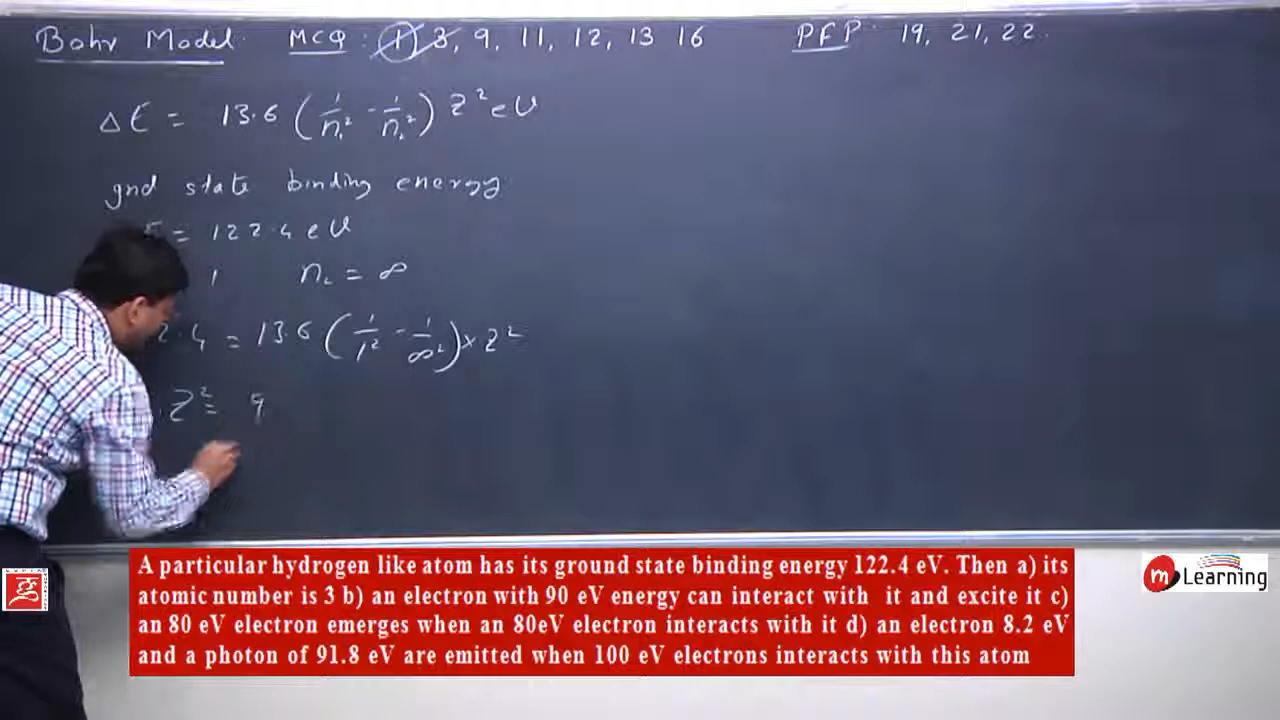 Bohr Model MCQ : 1) 3, 9, 11, 12, 13 16 PFP 19, 21, 22
ΔE = 13.6 (1/n₁² - 1/n₂²) Z² eV
gnd state binding energy
E = 122.4 eV
1 n₂ = ∞
2.4 = 13.6 (1/1² - 1/∞²) × Z²
Z² = 9
A particular hydrogen like atom has its ground state binding energy 122.4 eV. Then a) its
atomic number is 3 b) an electron with 90 eV energy can interact with it and excite it c)
an 80 eV electron emerges when an 80eV electron interacts with it d) an electron 8.2 eV
and a photon of 91.8 eV are emitted when 100 eV electrons interacts with this atom
m Learning